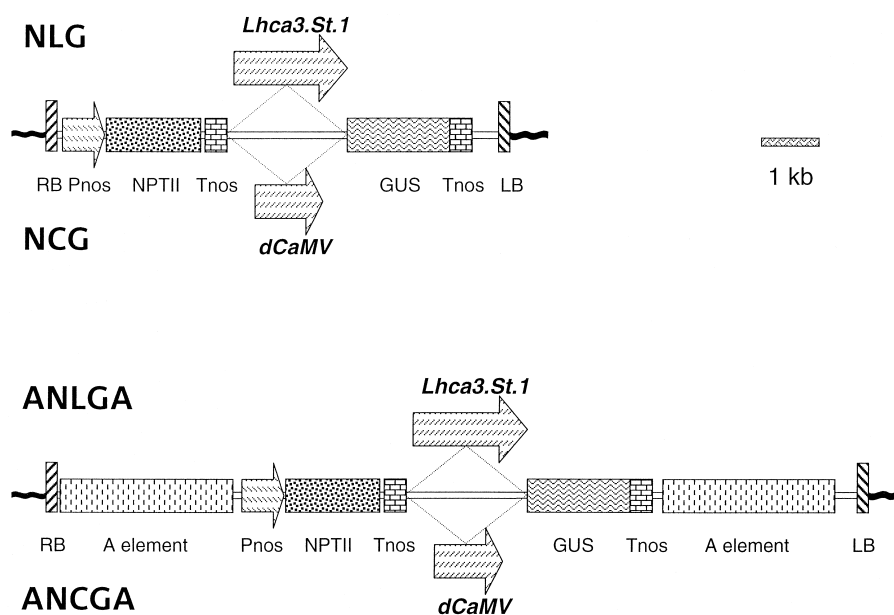 NLG
Lhca3.St.1
RB Pnos NPTII Tnos GUS Tnos LB
1 kb
NCG
dCaMV
ANLGA
Lhca3.St.1
RB A element Pnos NPTII Tnos GUS Tnos A element LB
ANCGA
dCaMV